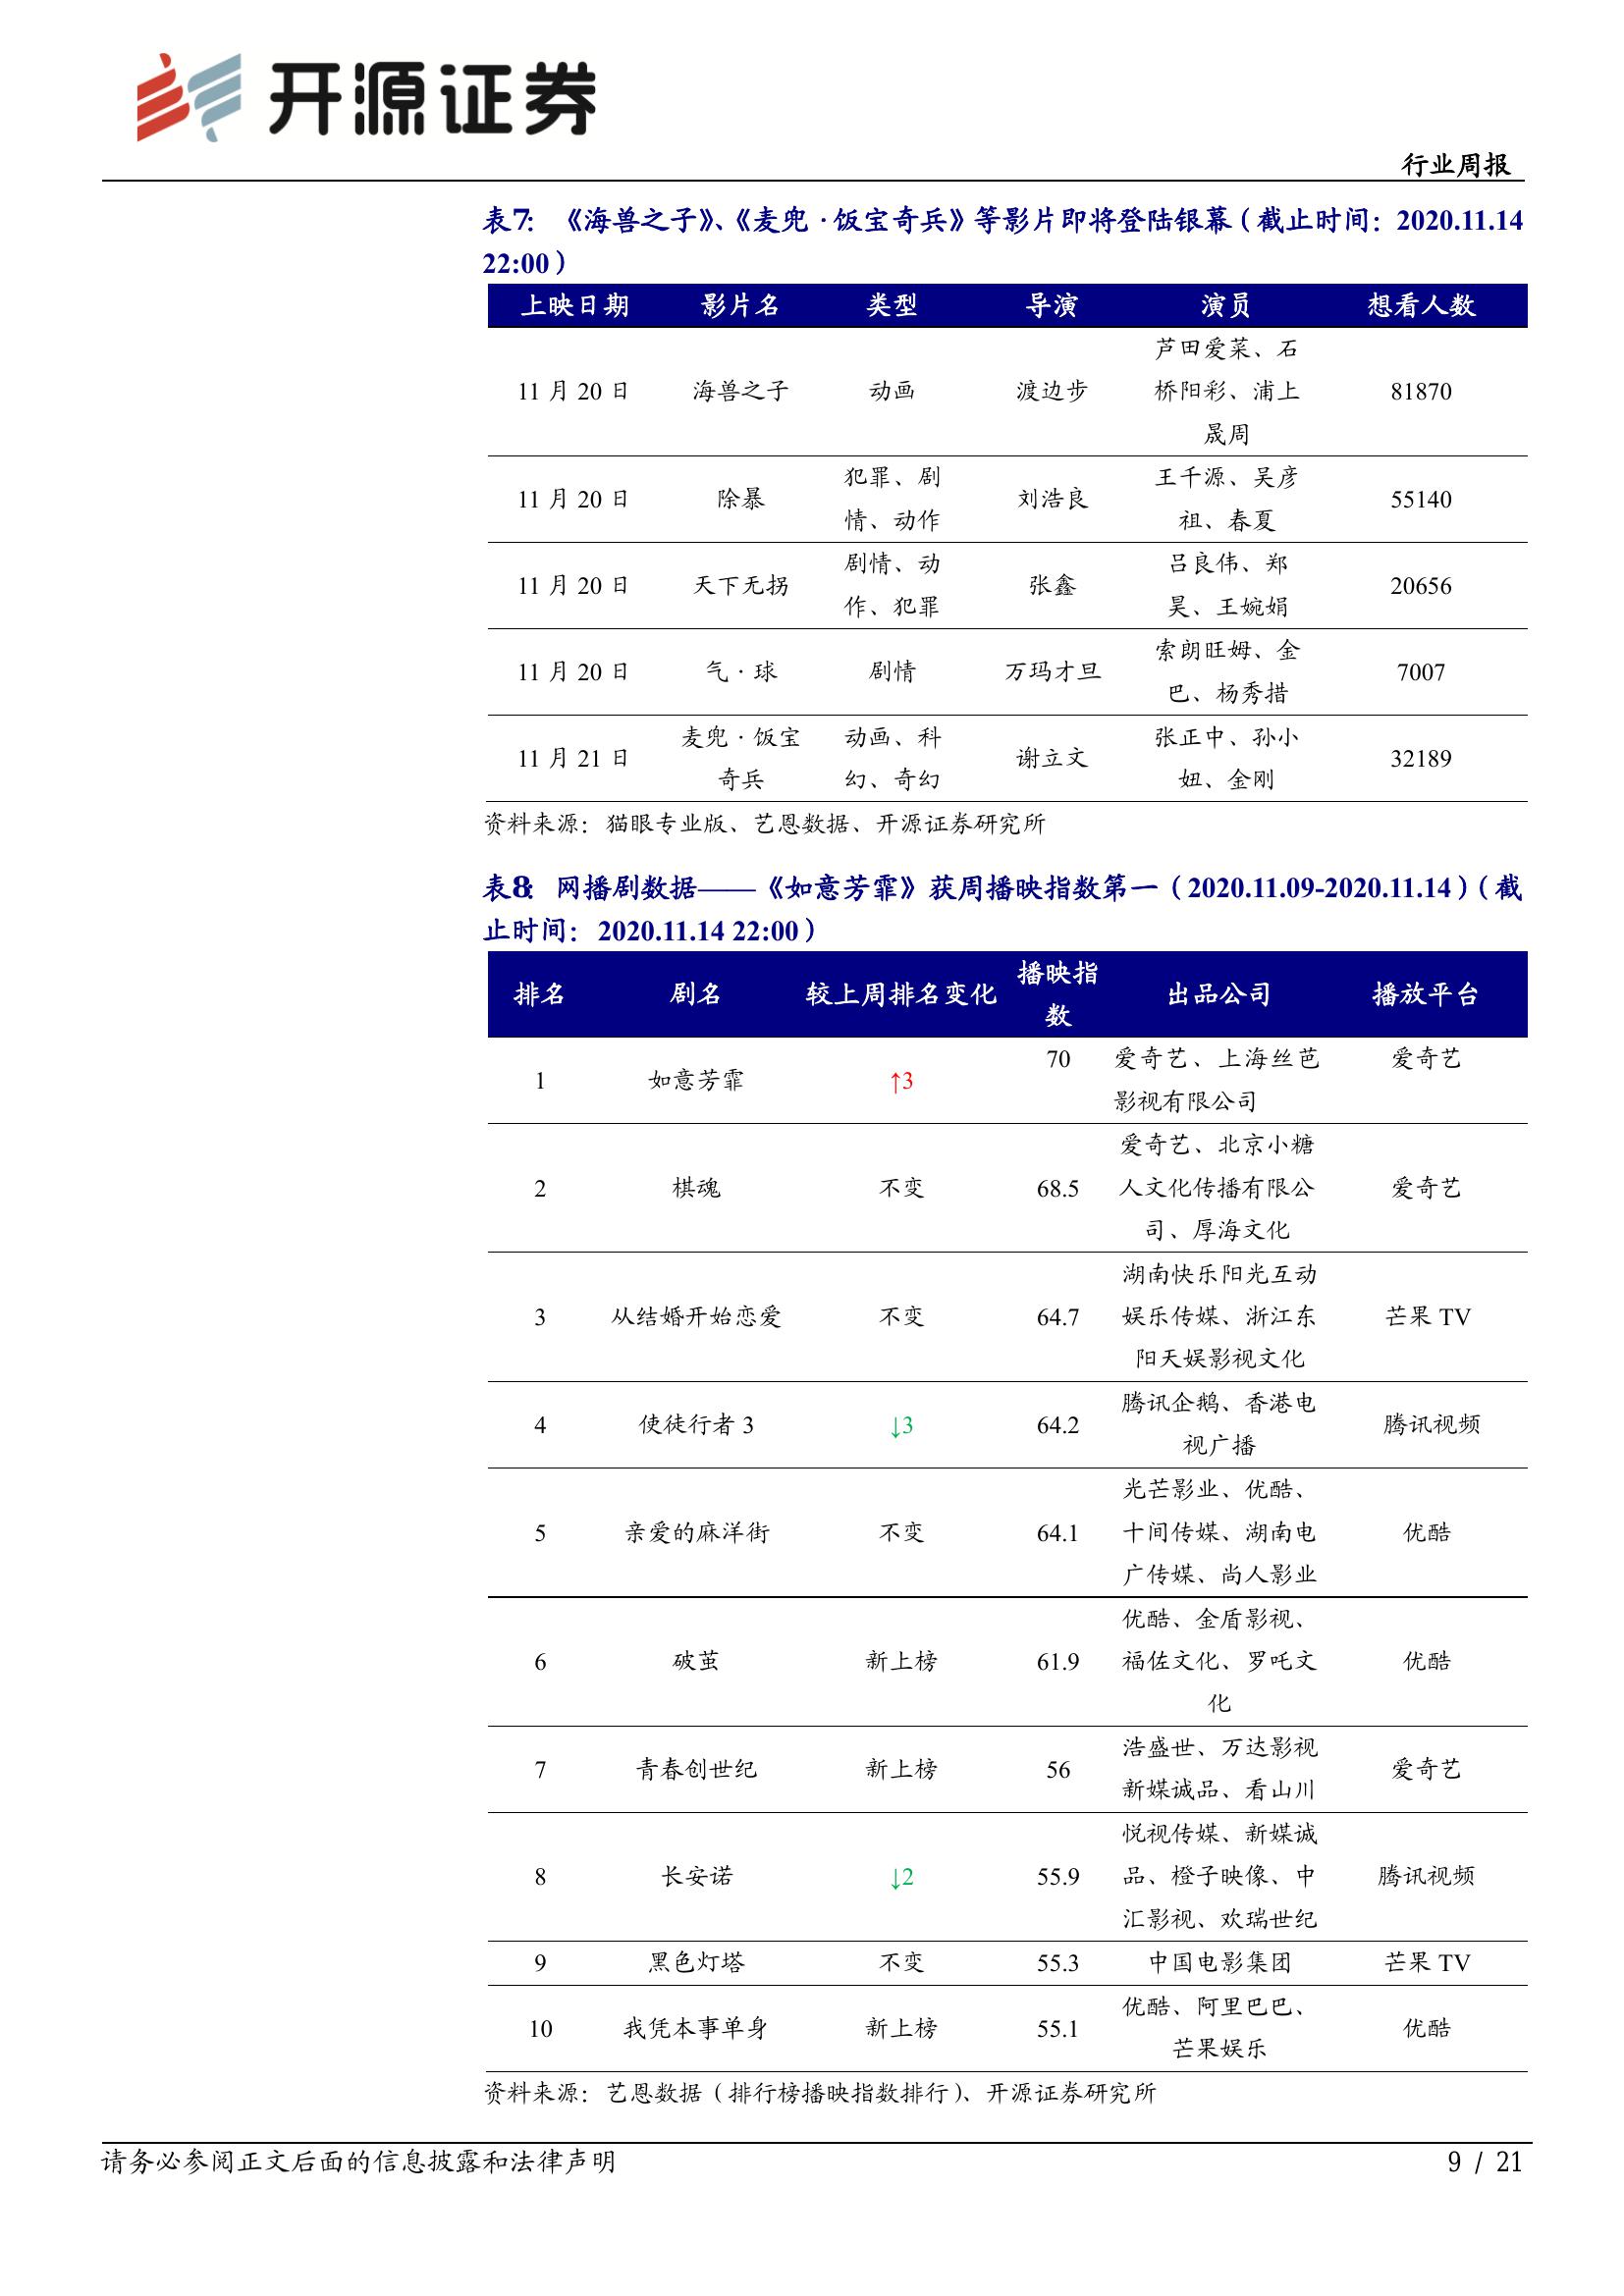 开源证券
行业周报
表7: 《海兽之子》、《麦兜·饭宝奇兵》等影片即将登陆银幕（截止时间：2020.11.14
22:00）
上映日期 影片名 类型 导演 演员 想看人数
芦田爱菜、石
11 月 20 日 海兽之子 动画 渡边步 桥阳彩、浦上 81870
晟周
犯罪、剧 王千源、吴彦
11 月 20 日 除暴 刘浩良 55140
情、动作 祖、春夏
剧情、动 吕良伟、郑
11 月 20 日 天下无拐 张鑫 20656
作、犯罪 昊、王婉娟
索朗旺姆、金
11 月 20 日 气·球 剧情 万玛才旦 7007
巴、杨秀措
麦兜·饭宝 动画、科 张正中、孙小
11 月 21 日 谢立文 32189
奇兵 幻、奇幻 妞、金刚
资料来源：猫眼专业版、艺恩数据、开源证券研究所
表8: 网播剧数据——《如意芳霏》获周播映指数第一（2020.11.09-2020.11.14）（截
止时间：2020.11.14 22:00）
播映指
排名 剧名 较上周排名变化 出品公司 播放平台
数
70 爱奇艺、上海丝芭 爱奇艺
1 如意芳霏 ↑3
影视有限公司
爱奇艺、北京小糖
2 棋魂 不变 68.5 人文化传播有限公 爱奇艺
司、厚海文化
湖南快乐阳光互动
3 从结婚开始恋爱 不变 64.7 娱乐传媒、浙江东 芒果 TV
阳天娱影视文化
腾讯企鹅、香港电
4 使徒行者 3 ↓3 64.2 腾讯视频
视广播
光芒影业、优酷、
5 亲爱的麻洋街 不变 64.1 十间传媒、湖南电 优酷
广传媒、尚人影业
优酷、金盾影视、
6 破茧 新上榜 61.9 福佐文化、罗吒文 优酷
化
浩盛世、万达影视
7 青春创世纪 新上榜 56 爱奇艺
新媒诚品、看山川
悦视传媒、新媒诚
8 长安诺 ↓2 55.9 品、橙子映像、中 腾讯视频
汇影视、欢瑞世纪
9 黑色灯塔 不变 55.3 中国电影集团 芒果 TV
优酷、阿里巴巴、
10 我凭本事单身 新上榜 55.1 优酷
芒果娱乐
资料来源：艺恩数据（排行榜播映指数排行）、开源证券研究所
请务必参阅正文后面的信息披露和法律声明 9 / 21